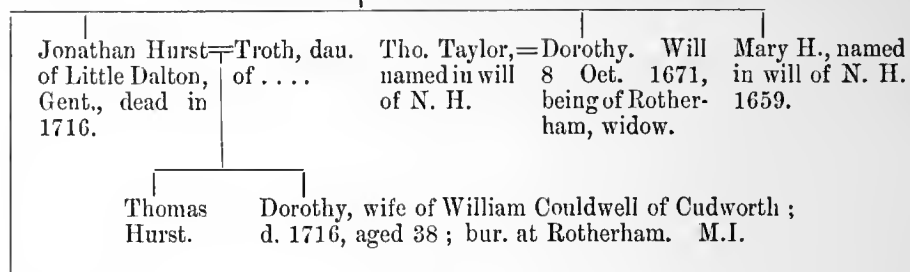 Jonathan Hurst=Troth, dau.
of Little Dalton, of . . . .
Gent., dead in
1716.
Tho. Taylor,=Dorothy. Will
named in will 8 Oct. 1671,
of N. H. being of Rother-
ham, widow.
Mary H., named
in will of N. H.
1659.
Thomas
Hurst.
Dorothy, wife of William Couldwell of Cudworth ;
d. 1716, aged 38 ; bur. at Rotherham. M.I.